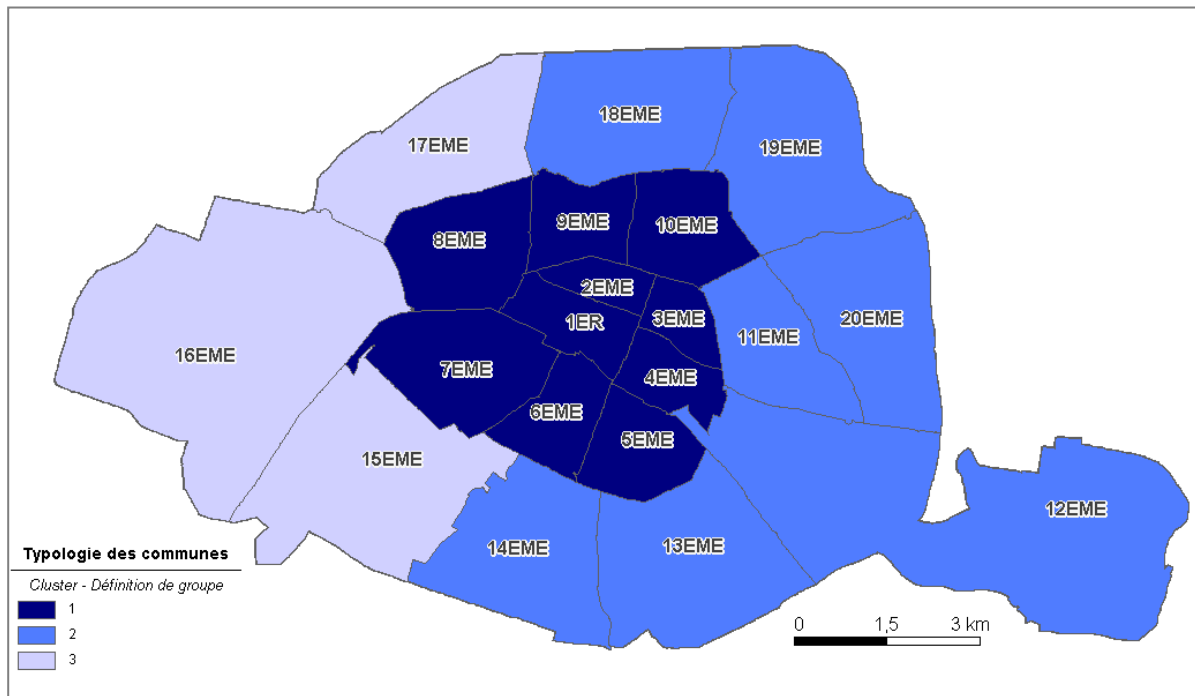 18EME
17EME
19EME
9EME
10EME
8EME
2EME
3EME
1ER
20EME
11EME
16EME
7EME
4EME
6EME
5EME
15EME
12EME
14EME
13EME
Typologie des communes
Cluster - Définition de groupe
1
2
3
0 1,5 3 km